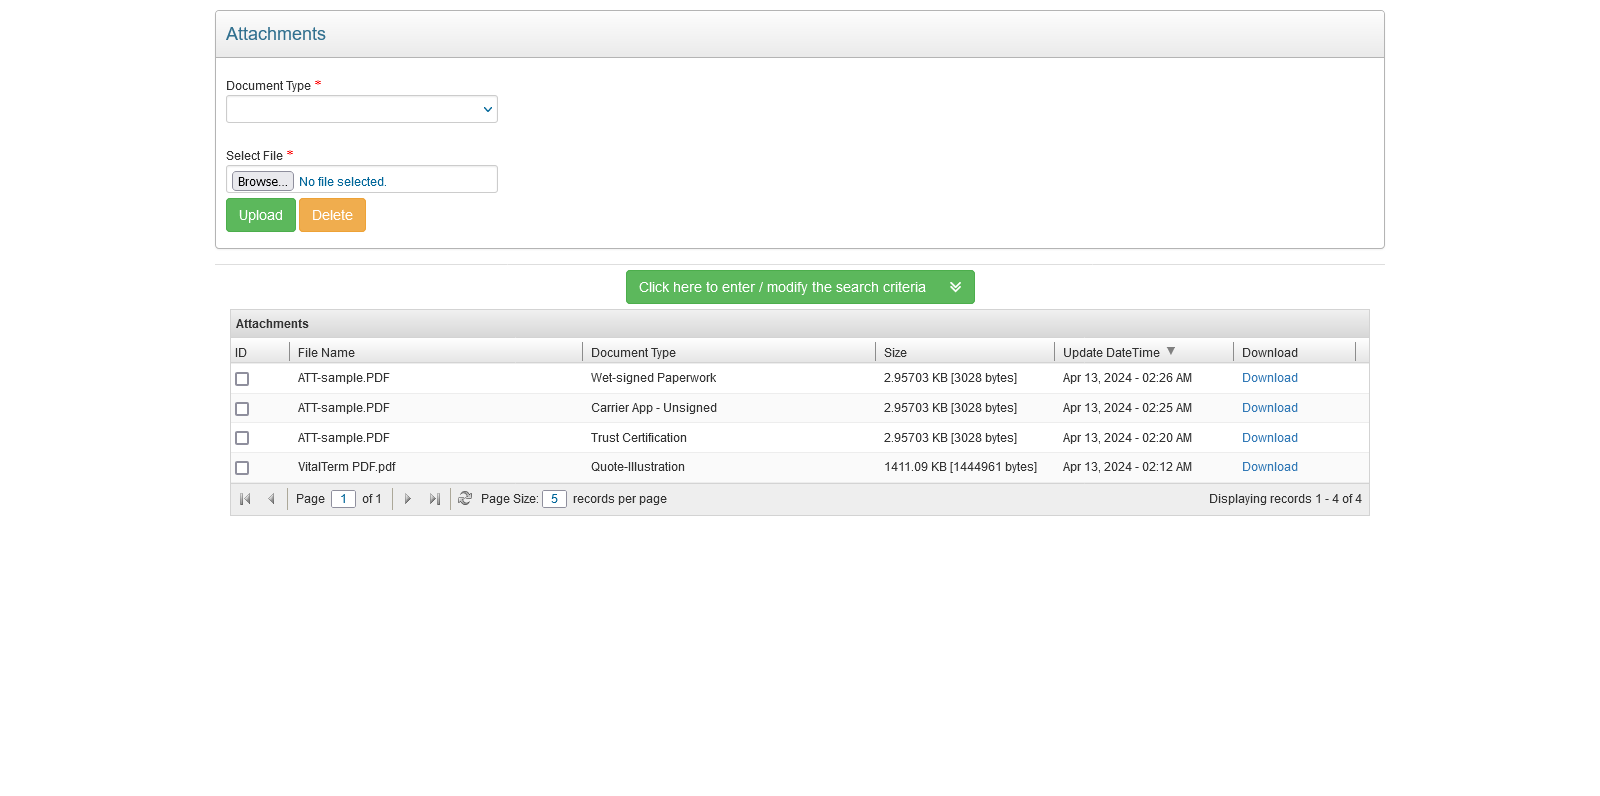 Attachments
Document Type *
Select File *
Browse... No file selected.
Upload Delete
Click here to enter / modify the search criteria
Attachments
ID File Name Document Type Size Update DateTime Download
ATT-sample.PDF Wet-signed Paperwork 2.95703 KB [3028 bytes] Apr 13, 2024 - 02:26 AM Download
ATT-sample.PDF Carrier App - Unsigned 2.95703 KB [3028 bytes] Apr 13, 2024 - 02:25 AM Download
ATT-sample.PDF Trust Certification 2.95703 KB [3028 bytes] Apr 13, 2024 - 02:20 AM Download
VitalTerm PDF.pdf Quote-Illustration 1411.09 KB [1444961 bytes] Apr 13, 2024 - 02:12 AM Download
Page 1 of 1 Page Size: 5 records per page Displaying records 1 - 4 of 4